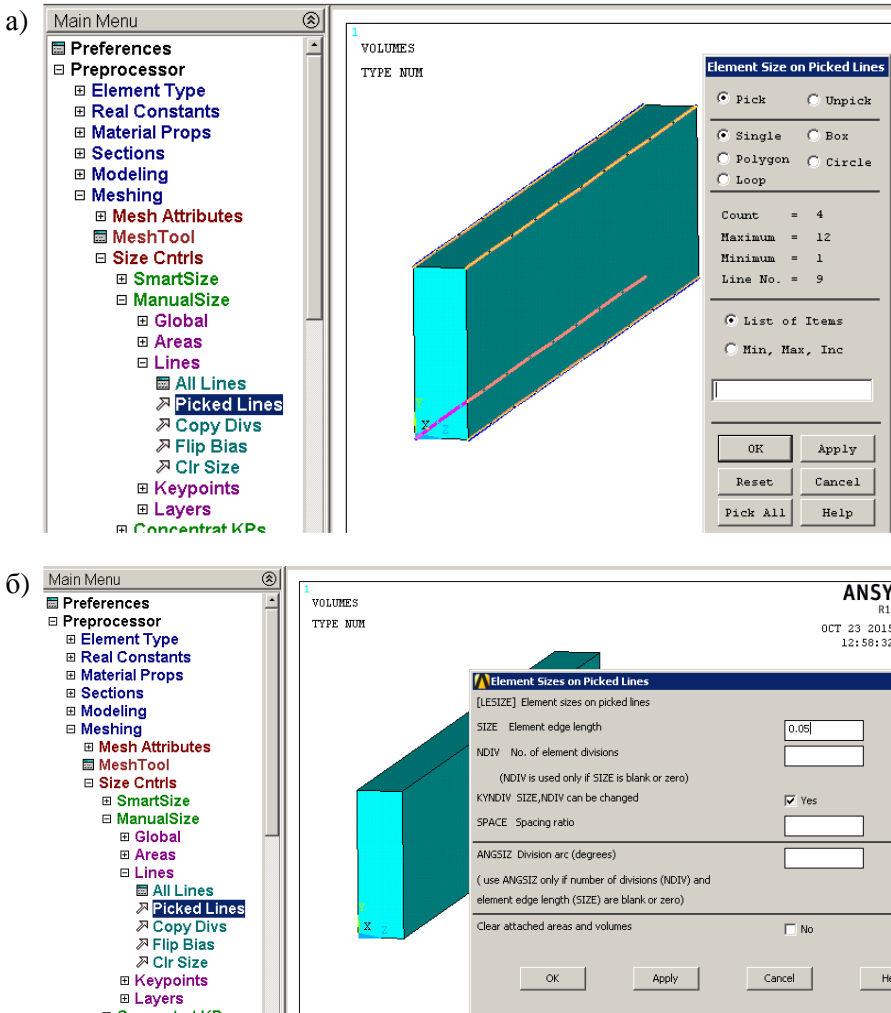 а)
Main Menu
Preferences
Preprocessor
Element Type
Real Constants
Material Props
Sections
Modeling
Meshing
Mesh Attributes
MeshTool
Size Cntrls
SmartSize
ManualSize
Global
Areas
Lines
All Lines
Picked Lines
Copy Divs
Flip Bias
Clr Size
Keypoints
Layers
Concentrat KPs
1
VOLUMES
TYPE NUM
Y
X
Z
Element Size on Picked Lines
Pick Unpick
Single Box
Polygon Circle
Loop
Count = 4
Maximum = 12
Minimum = 1
Line No. = 9
List of Items
Min, Max, Inc
OK Apply
Reset Cancel
Pick All Help
б)
Main Menu
Preferences
Preprocessor
Element Type
Real Constants
Material Props
Sections
Modeling
Meshing
Mesh Attributes
MeshTool
Size Cntrls
SmartSize
ManualSize
Global
Areas
Lines
All Lines
Picked Lines
Copy Divs
Flip Bias
Clr Size
Keypoints
Layers
1
VOLUMES
TYPE NUM
ANSY
R1
OCT 23 2015
12:58:32
Y
X
Z
Element Sizes on Picked Lines
[LESIZE] Element sizes on picked lines
SIZE Element edge length 0.05
NDIV No. of element divisions
(NDIV is used only if SIZE is blank or zero)
KYNDIV SIZE,NDIV can be changed Yes
SPACE Spacing ratio
ANGSIZ Division arc (degrees)
( use ANGSIZ only if number of divisions (NDIV) and
element edge length (SIZE) are blank or zero)
Clear attached areas and volumes No
OK Apply Cancel He